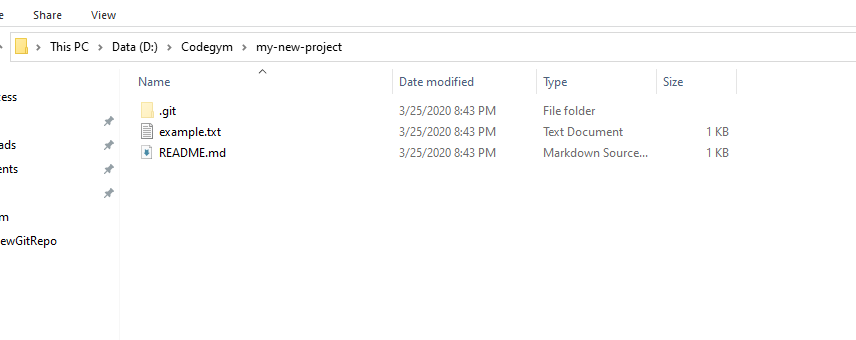 Share View
This PC > Data (D:) > Codegym > my-new-project
Name Date modified Type Size
.git 3/25/2020 8:43 PM File folder
example.txt 3/25/2020 8:43 PM Text Document 1 KB
README.md 3/25/2020 8:43 PM Markdown Source... 1 KB
cess
ads
ents
m
ewGitRepo